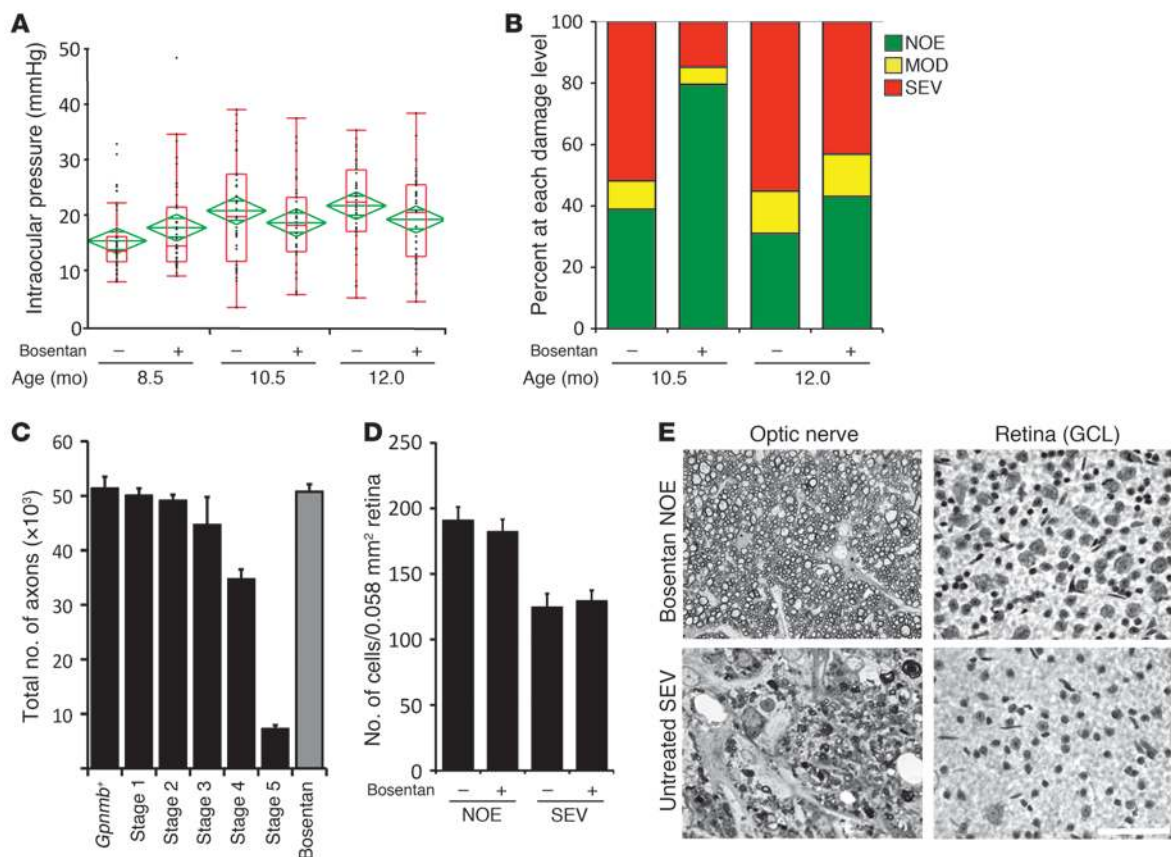 A
Intraocular pressure (mmHg)
50
40
30
20
10
0
Bosentan − + − + − +
Age (mo) 8.5 10.5 12.0
B
Percent at each damage level
100
80
60
40
20
0
NOE
MOD
SEV
Bosentan − + − +
Age (mo) 10.5 12.0
C
Total no. of axons (×10³)
60
50
40
30
20
10
Gpnmb⁺
Stage 1
Stage 2
Stage 3
Stage 4
Stage 5
Bosentan
D
No. of cells/0.058 mm² retina
250
200
150
100
50
0
Bosentan − + − +
NOE SEV
E
Optic nerve Retina (GCL)
Bosentan NOE
Untreated SEV